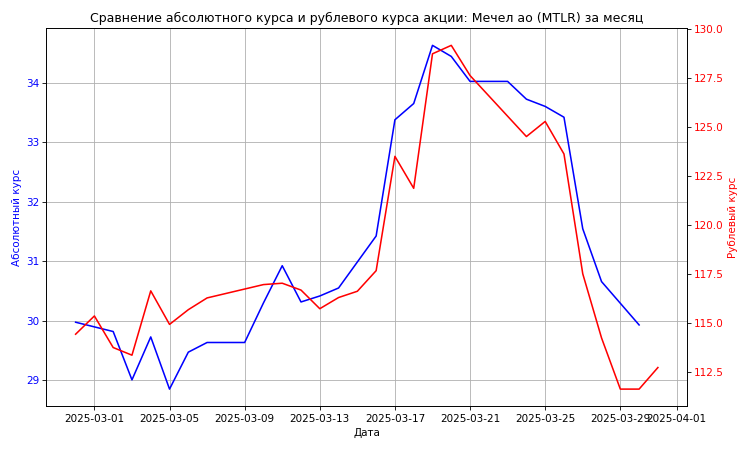 Сравнение абсолютного курса и рублевого курса акции: Мечел ао (MTLR) за месяц
130.0
34
127.5
33
125.0
32
122.5
Абсолютный курс
Рублевый курс
120.0
31
117.5
30
115.0
29
112.5
2025-03-01 2025-03-05 2025-03-09 2025-03-13 2025-03-17 2025-03-21 2025-03-25 2025-03-29 2025-04-01
Дата